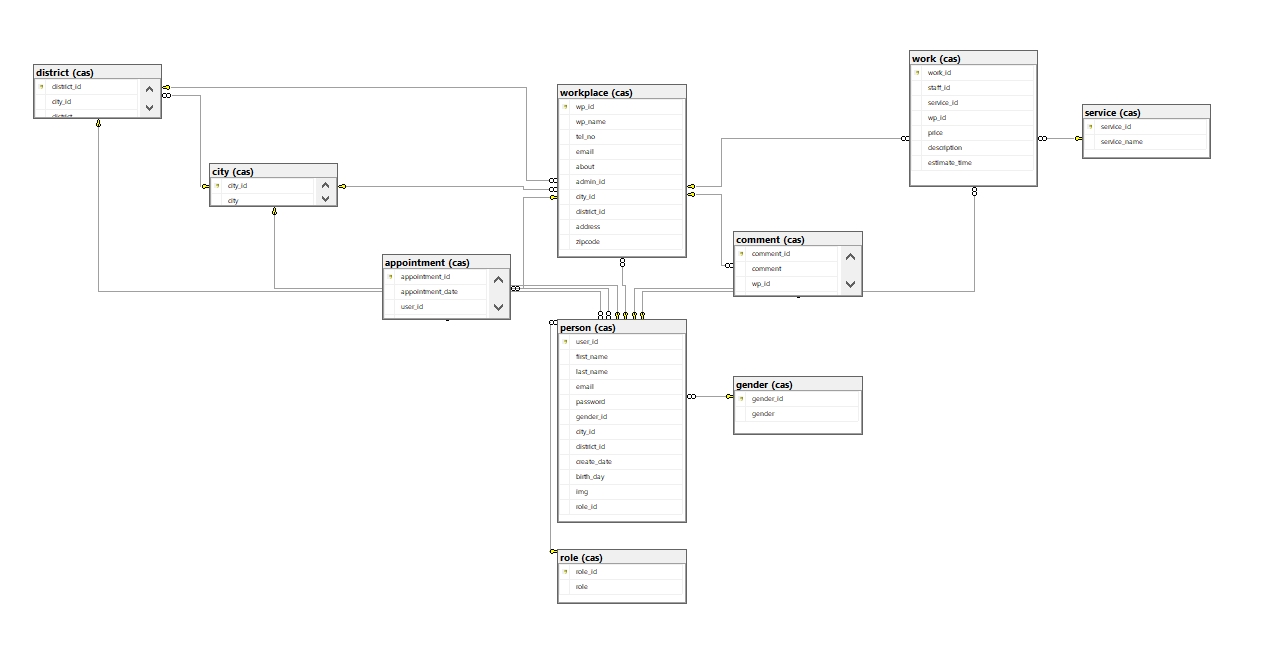 district (cas)
district_id
city_id
district
city (cas)
city_id
city
appointment (cas)
appointment_id
appointment_date
user_id
workplace (cas)
wp_id
wp_name
tel_no
email
about
admin_id
city_id
district_id
address
zipcode
person (cas)
user_id
first_name
last_name
email
password
gender_id
city_id
district_id
create_date
birth_day
img
role_id
role (cas)
role_id
role
comment (cas)
comment_id
comment
wp_id
gender (cas)
gender_id
gender
work (cas)
work_id
staff_id
service_id
wp_id
price
description
estimate_time
service (cas)
service_id
service_name